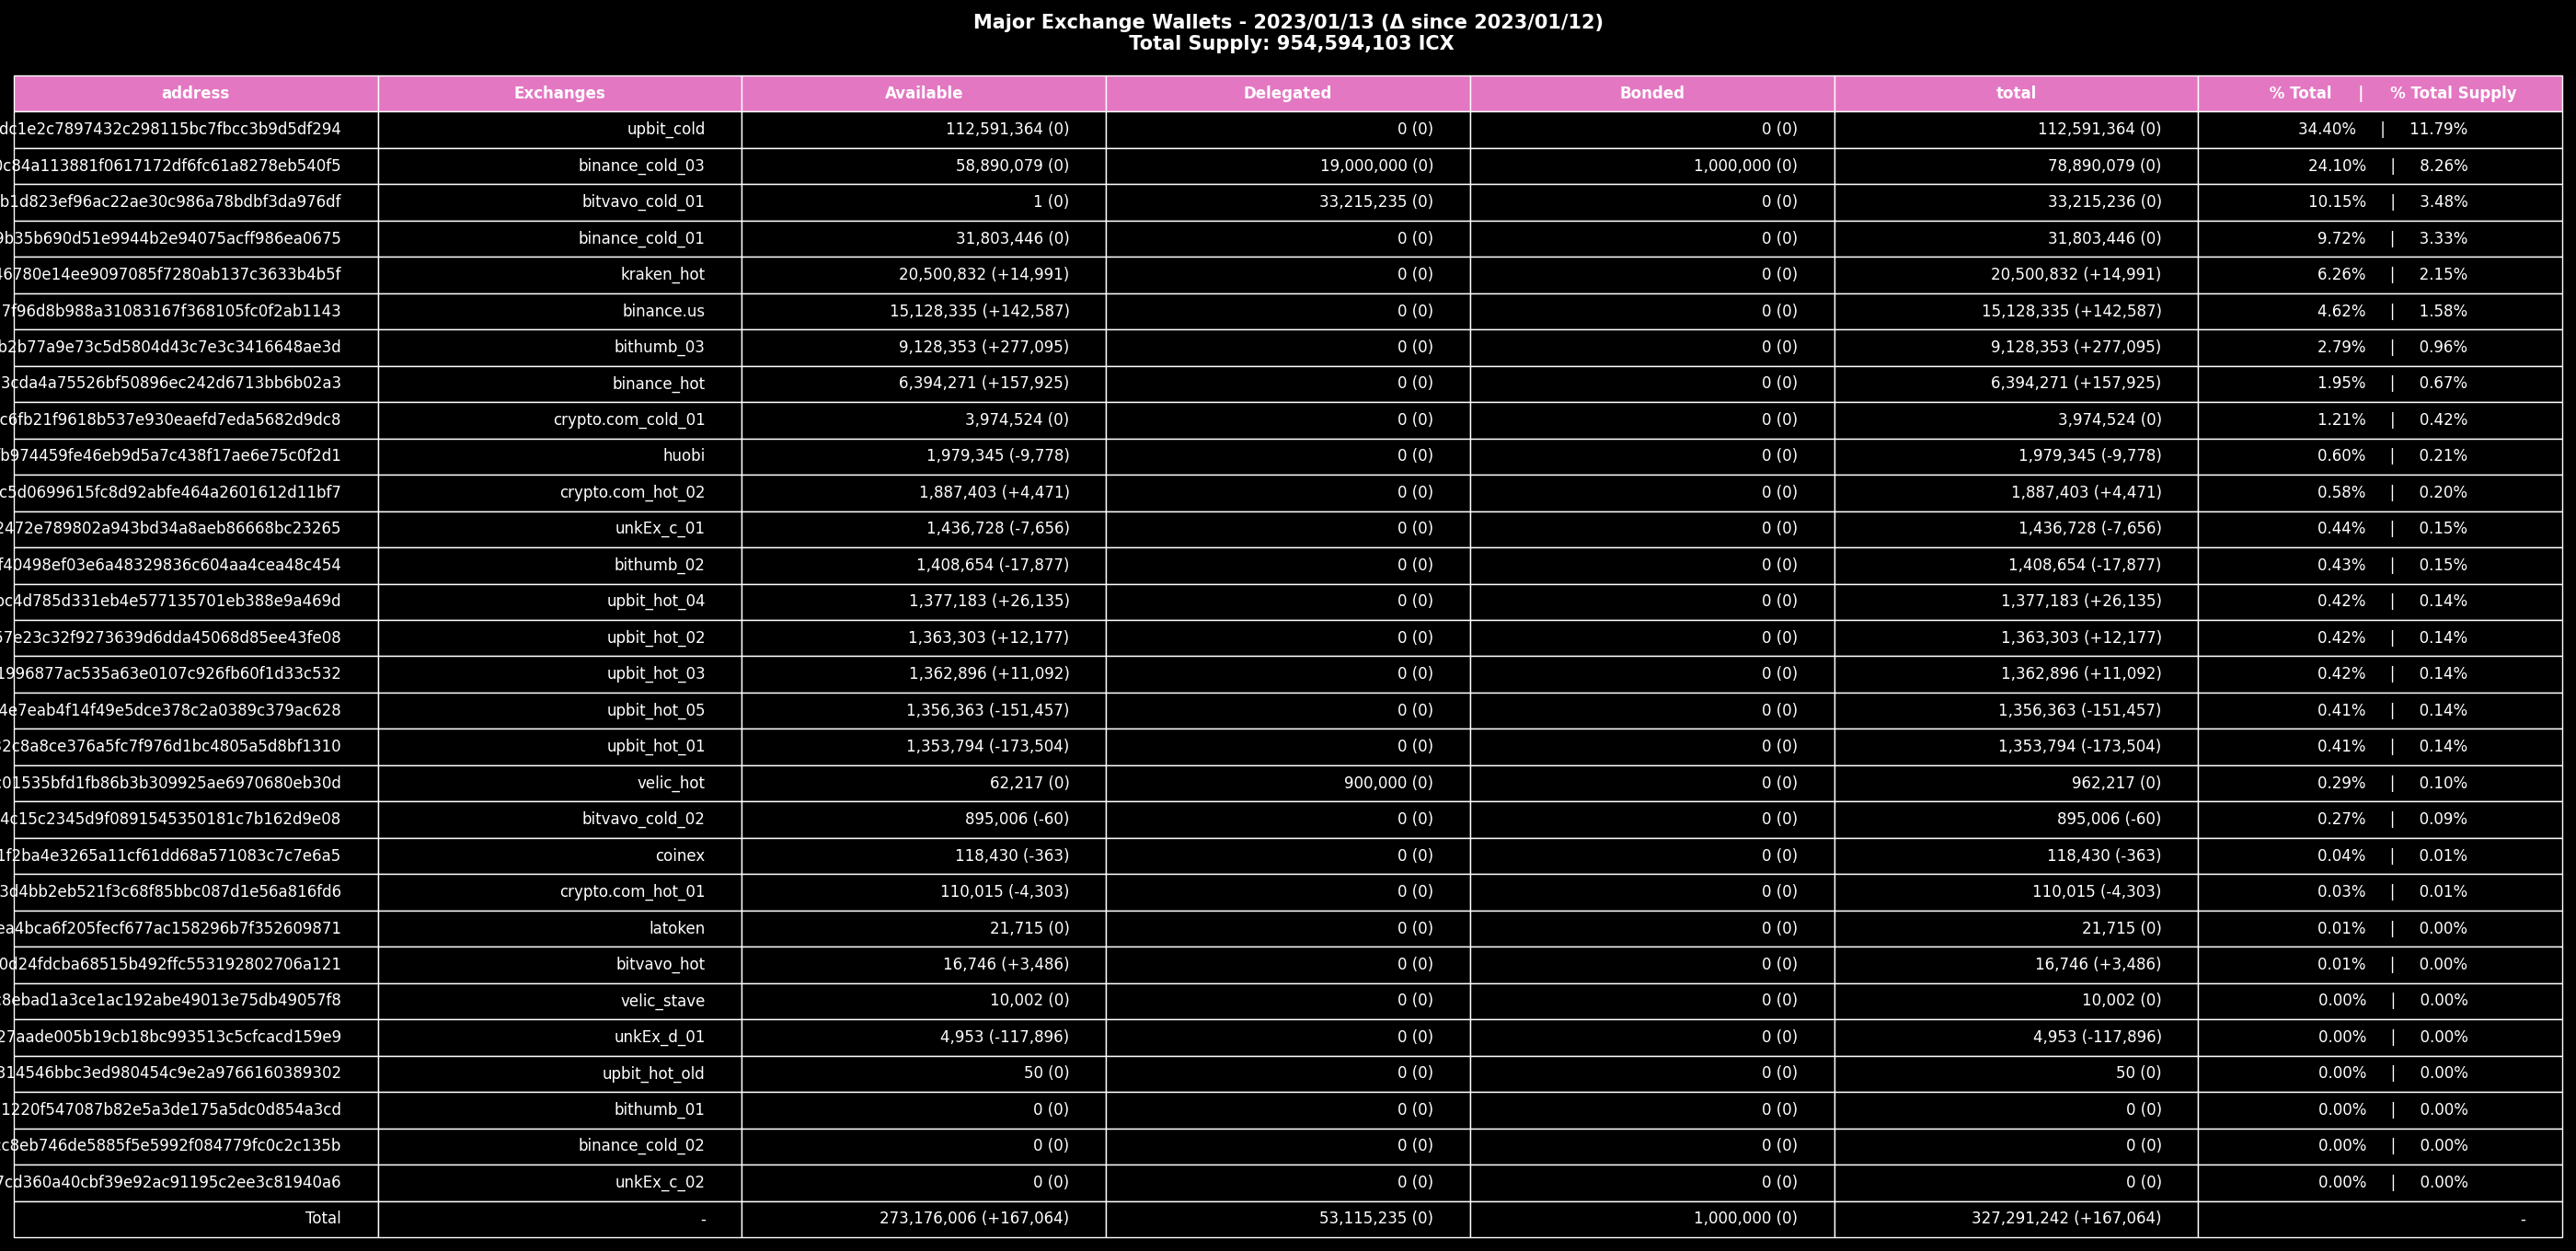 Major Exchange Wallets - 2023/01/13 (Δ since 2023/01/12)
Total Supply: 954,594,103 ICX
address Exchanges Available Delegated Bonded total % Total | % Total Supply
dc1e2c7897432c298115bc7fbcc3b9d5df294 upbit_cold 112,591,364 (0) 0 (0) 0 (0) 112,591,364 (0) 34.40% | 11.79%
c84a113881f0617172df6fc61a8278eb540f5 binance_cold_03 58,890,079 (0) 19,000,000 (0) 1,000,000 (0) 78,890,079 (0) 24.10% | 8.26%
b1d823ef96ac22ae30c986a78bdbf3da976df bitvavo_cold_01 1 (0) 33,215,235 (0) 0 (0) 33,215,236 (0) 10.15% | 3.48%
9b35b690d51e9944b2e94075acff986ea0675 binance_cold_01 31,803,446 (0) 0 (0) 0 (0) 31,803,446 (0) 9.72% | 3.33%
46780e14ee9097085f7280ab137c3633b4b5f kraken_hot 20,500,832 (+14,991) 0 (0) 0 (0) 20,500,832 (+14,991) 6.26% | 2.15%
7f96d8b988a31083167f368105fc0f2ab1143 binance.us 15,128,335 (+142,587) 0 (0) 0 (0) 15,128,335 (+142,587) 4.62% | 1.58%
b2b77a9e73c5d5804d43c7e3c3416648ae3d bithumb_03 9,128,353 (+277,095) 0 (0) 0 (0) 9,128,353 (+277,095) 2.79% | 0.96%
3cda4a75526bf50896ec242d6713bb6b02a3 binance_hot 6,394,271 (+157,925) 0 (0) 0 (0) 6,394,271 (+157,925) 1.95% | 0.67%
c6fb21f9618b537e930eaefd7eda5682d9dc8 crypto.com_cold_01 3,974,524 (0) 0 (0) 0 (0) 3,974,524 (0) 1.21% | 0.42%
b974459fe46eb9d5a7c438f17ae6e75c0f2d1 huobi 1,979,345 (-9,778) 0 (0) 0 (0) 1,979,345 (-9,778) 0.60% | 0.21%
c5d0699615fc8d92abfe464a2601612d11bf7 crypto.com_hot_02 1,887,403 (+4,471) 0 (0) 0 (0) 1,887,403 (+4,471) 0.58% | 0.20%
2472e789802a943bd34a8aeb86668bc23265 unkEx_c_01 1,436,728 (-7,656) 0 (0) 0 (0) 1,436,728 (-7,656) 0.44% | 0.15%
f40498ef03e6a48329836c604aa4cea48c454 bithumb_02 1,408,654 (-17,877) 0 (0) 0 (0) 1,408,654 (-17,877) 0.43% | 0.15%
bc4d785d331eb4e577135701eb388e9a469d upbit_hot_04 1,377,183 (+26,135) 0 (0) 0 (0) 1,377,183 (+26,135) 0.42% | 0.14%
57e23c32f9273639d6dda45068d85ee43fe08 upbit_hot_02 1,363,303 (+12,177) 0 (0) 0 (0) 1,363,303 (+12,177) 0.42% | 0.14%
1996877ac535a63e0107c926fb60f1d33c532 upbit_hot_03 1,362,896 (+11,092) 0 (0) 0 (0) 1,362,896 (+11,092) 0.42% | 0.14%
4e7eab4f14f49e5dce378c2a0389c379ac628 upbit_hot_05 1,356,363 (-151,457) 0 (0) 0 (0) 1,356,363 (-151,457) 0.41% | 0.14%
32c8a8ce376a5fc7f976d1bc4805a5d8bf1310 upbit_hot_01 1,353,794 (-173,504) 0 (0) 0 (0) 1,353,794 (-173,504) 0.41% | 0.14%
c01535bfd1fb86b3b309925ae6970680eb30d velic_hot 62,217 (0) 900,000 (0) 0 (0) 962,217 (0) 0.29% | 0.10%
4c15c2345d9f0891545350181c7b162d9e08 bitvavo_cold_02 895,006 (-60) 0 (0) 0 (0) 895,006 (-60) 0.27% | 0.09%
1f2ba4e3265a11cf61dd68a571083c7c7e6a5 coinex 118,430 (-363) 0 (0) 0 (0) 118,430 (-363) 0.04% | 0.01%
3d4bb2eb521f3c68f85bbc087d1e56a816fd6 crypto.com_hot_01 110,015 (-4,303) 0 (0) 0 (0) 110,015 (-4,303) 0.03% | 0.01%
ea4bca6f205fecf677ac158296b7f352609871 latoken 21,715 (0) 0 (0) 0 (0) 21,715 (0) 0.01% | 0.00%
0d24fdcba68515b492ffc553192802706a121 bitvavo_hot 16,746 (+3,486) 0 (0) 0 (0) 16,746 (+3,486) 0.01% | 0.00%
8ebad1a3ce1ac192abe49013e75db49057f8 velic_stave 10,002 (0) 0 (0) 0 (0) 10,002 (0) 0.00% | 0.00%
27aade005b19cb18bc993513c5cfcacd159e9 unkEx_d_01 4,953 (-117,896) 0 (0) 0 (0) 4,953 (-117,896) 0.00% | 0.00%
314546bbc3ed980454c9e2a9766160389302 upbit_hot_old 50 (0) 0 (0) 0 (0) 50 (0) 0.00% | 0.00%
1220f547087b82e5a3de175a5dc0d854a3cd bithumb_01 0 (0) 0 (0) 0 (0) 0 (0) 0.00% | 0.00%
c8eb746de5885f5e5992f084779fc0c2c135b binance_cold_02 0 (0) 0 (0) 0 (0) 0 (0) 0.00% | 0.00%
7cd360a40cbf39e92ac91195c2ee3c81940a6 unkEx_c_02 0 (0) 0 (0) 0 (0) 0 (0) 0.00% | 0.00%
Total - 273,176,006 (+167,064) 53,115,235 (0) 1,000,000 (0) 327,291,242 (+167,064) -